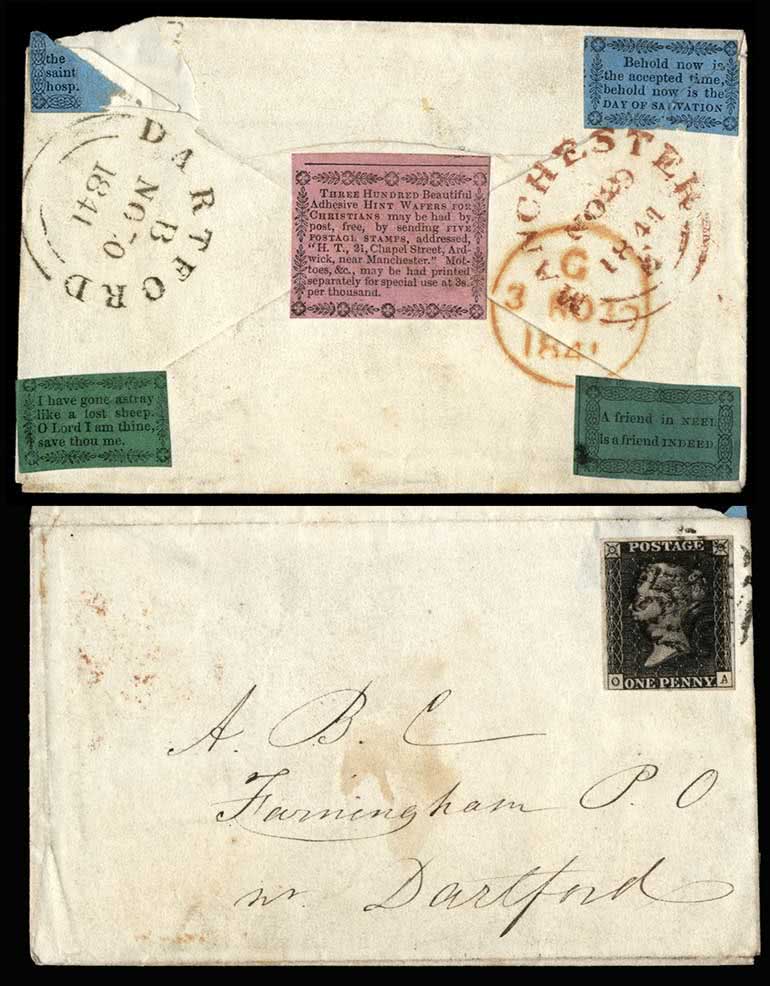 the
saint
hosp.
Behold now is
the accepted time,
behold now is the
DAY OF SALVATION
DARTFORD
B
1841
MANCHESTER
1841
THREE HUNDRED Beautiful
Adhesive HINT WAFERS FOR
CHRISTIANS may be had by
post, free, by sending FIVE
POSTAGE STAMPS, addressed,
"H. T., 21, Chapel Street, Ard-
wick, near Manchester." Mot-
toes, &c., may be had printed
separately for special use at 3s.
per thousand.
G
1841
I have gone astray
like a lost sheep.
O Lord I am thine,
save thou me.
A friend in NEED
Is a friend INDEED
POSTAGE
O A
ONE PENNY
A. B. C
Farningham P. O
nr. Dartford